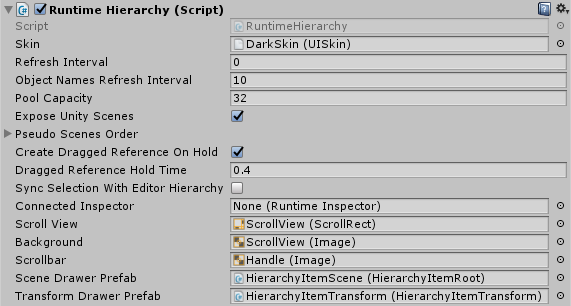 Runtime Hierarchy (Script)
Script RuntimeHierarchy
Skin DarkSkin (UISkin)
Refresh Interval 0
Object Names Refresh Interval 10
Pool Capacity 32
Expose Unity Scenes
Pseudo Scenes Order
Create Dragged Reference On Hold
Dragged Reference Hold Time 0.4
Sync Selection With Editor Hierarchy
Connected Inspector None (Runtime Inspector)
Scroll View ScrollView (ScrollRect)
Background ScrollView (Image)
Scrollbar Handle (Image)
Scene Drawer Prefab HierarchyItemScene (HierarchyItemRoot)
Transform Drawer Prefab HierarchyItemTransform (HierarchyItemTransform)